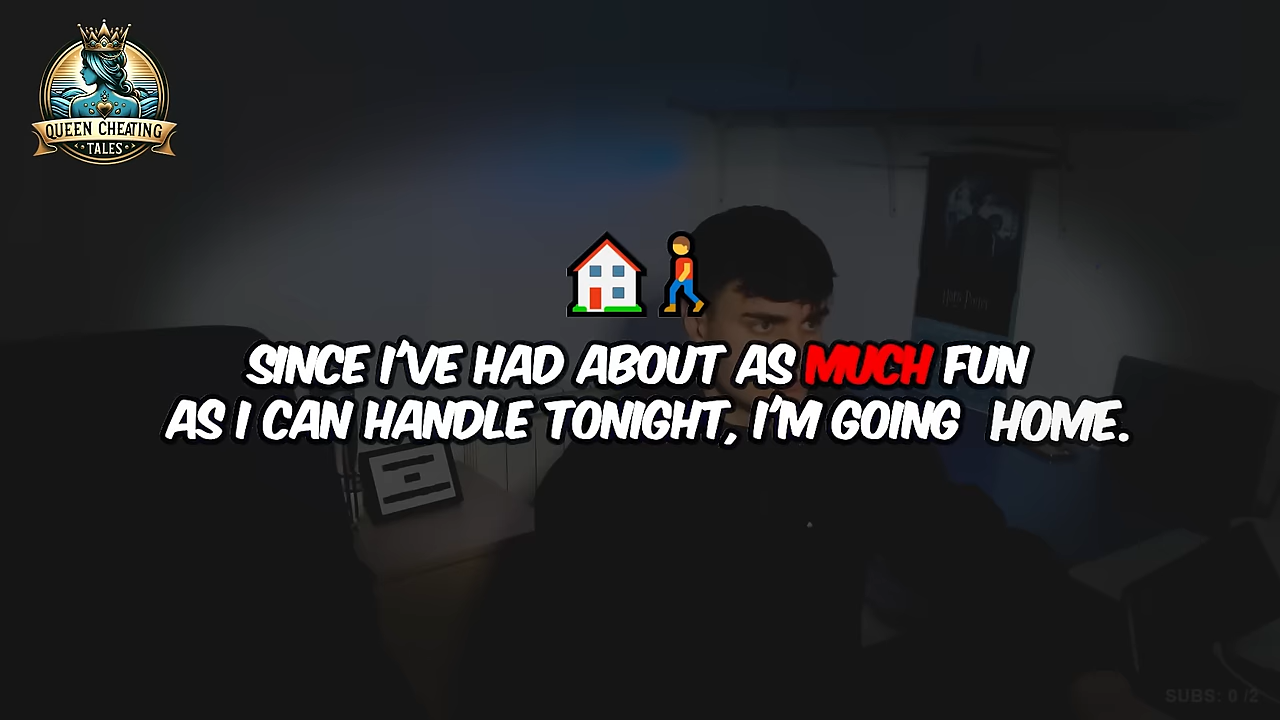 QUEEN CHEATING
TALES
SINCE I'VE HAD ABOUT AS MUCH FUN
AS I CAN HANDLE TONIGHT, I'M GOING HOME.
SUBS: 0 /2